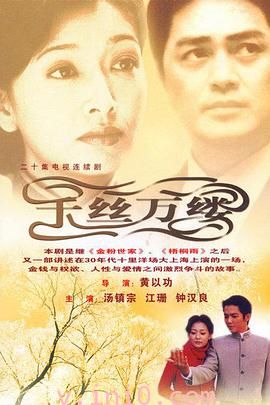 二十集电视连续剧
千丝万缕
本剧是继《金粉世家》、《梧桐雨》之后
又一部讲述在30年代十里洋场大上海上演的一场，
金钱与权欲、人性与爱情之间激烈争斗的故事..
导 演：黄以功
主 演：汤镇宗 江珊 钟汉良